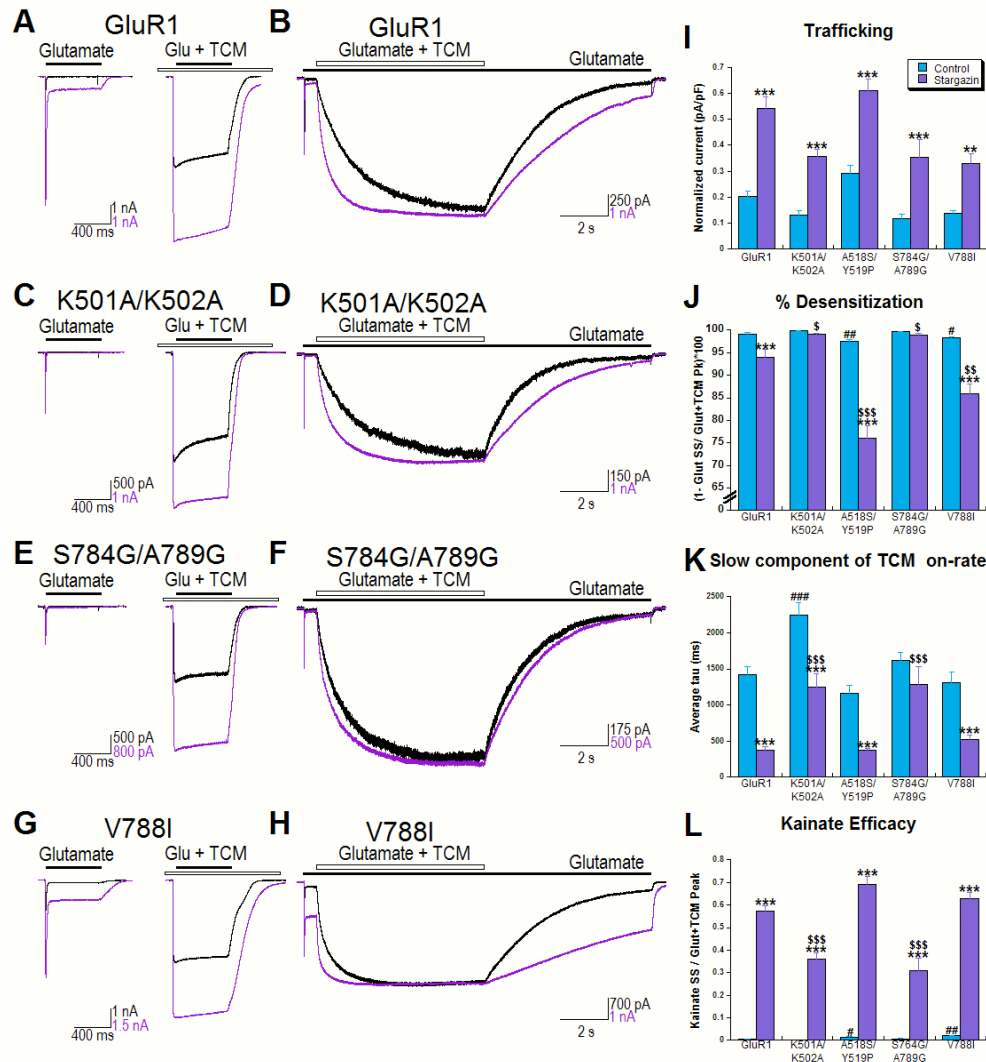 A
GluR1
Glutamate
Glu + TCM
1 nA
1 nA
400 ms
B
GluR1
Glutamate + TCM
Glutamate
250 pA
1 nA
2 s
C
K501A/K502A
Glutamate
Glu + TCM
500 pA
1 nA
400 ms
D
K501A/K502A
Glutamate + TCM
Glutamate
150 pA
1 nA
2 s
E
S784G/A789G
Glutamate
Glu + TCM
500 pA
800 pA
400 ms
F
S784G/A789G
Glutamate + TCM
Glutamate
175 pA
500 pA
2 s
G
V788I
Glutamate
Glu + TCM
1 nA
1.5 nA
400 ms
H
V788I
Glutamate + TCM
Glutamate
700 pA
1 nA
2 s
I
Trafficking
Control
Stargazin
Normalized current (pA/pF)
0.7
0.6
0.5
0.4
0.3
0.2
0.1
0
*** *** *** *** **
GluR1 K501A/ A518S/ S784G/ V788I
K502A Y519P A789G
J
% Desensitization
(1- Glut SS/ Glut+TCM Pk)*100
100
95
90
85
80
75
70
65
0
*** $ ## $$$ *** $ # $$ ***
GluR1 K501A/ A518S/ S784G/ V788I
K502A Y519P A789G
K
Slow component of TCM on-rate
Average tau (ms)
2500
2000
1500
1000
500
0
*** ### $$$ *** *** $$$ ***
GluR1 K501A/ A518S/ S784G/ V788I
K502A Y519P A789G
L
Kainate Efficacy
Kainate SS / Glut+TCM Peak
0.8
0.7
0.6
0.5
0.4
0.3
0.2
0.1
0
*** $$$ *** # *** $$$ *** ## ***
GluR1 K501A/ A518S/ S764G/ V788I
K502A Y519P A789G